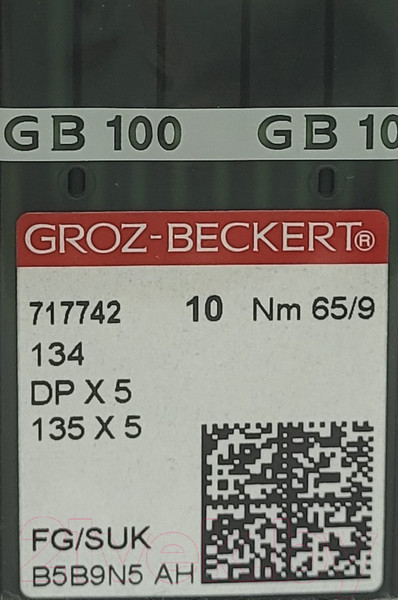 GB 100 GB 10
GROZ-BECKERT®
717742 10 Nm 65/9
134
DP X 5
135 X 5
FG/SUK
B5B9N5 AH